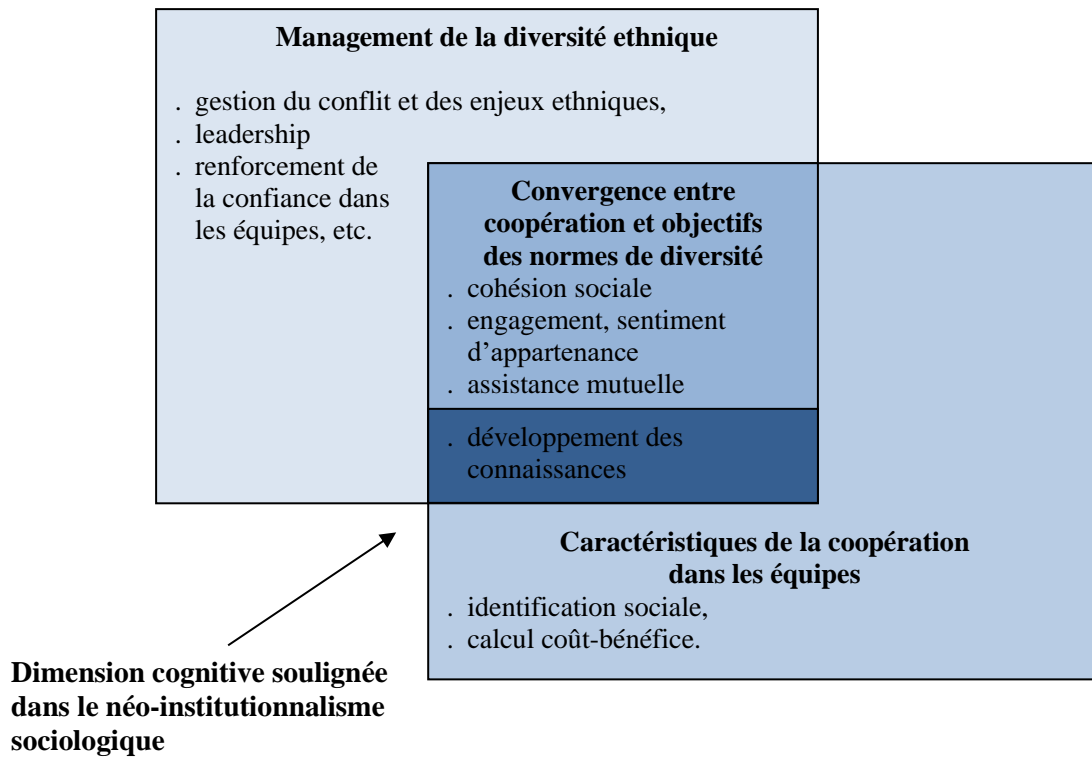 Management de la diversité ethnique
. gestion du conflit et des enjeux ethniques,
. leadership
. renforcement de
la confiance dans
les équipes, etc.
Convergence entre
coopération et objectifs
des normes de diversité
. cohésion sociale
. engagement, sentiment
d’appartenance
. assistance mutuelle
. développement des
connaissances
Caractéristiques de la coopération
dans les équipes
. identification sociale,
. calcul coût-bénéfice.
Dimension cognitive soulignée
dans le néo-institutionnalisme
sociologique